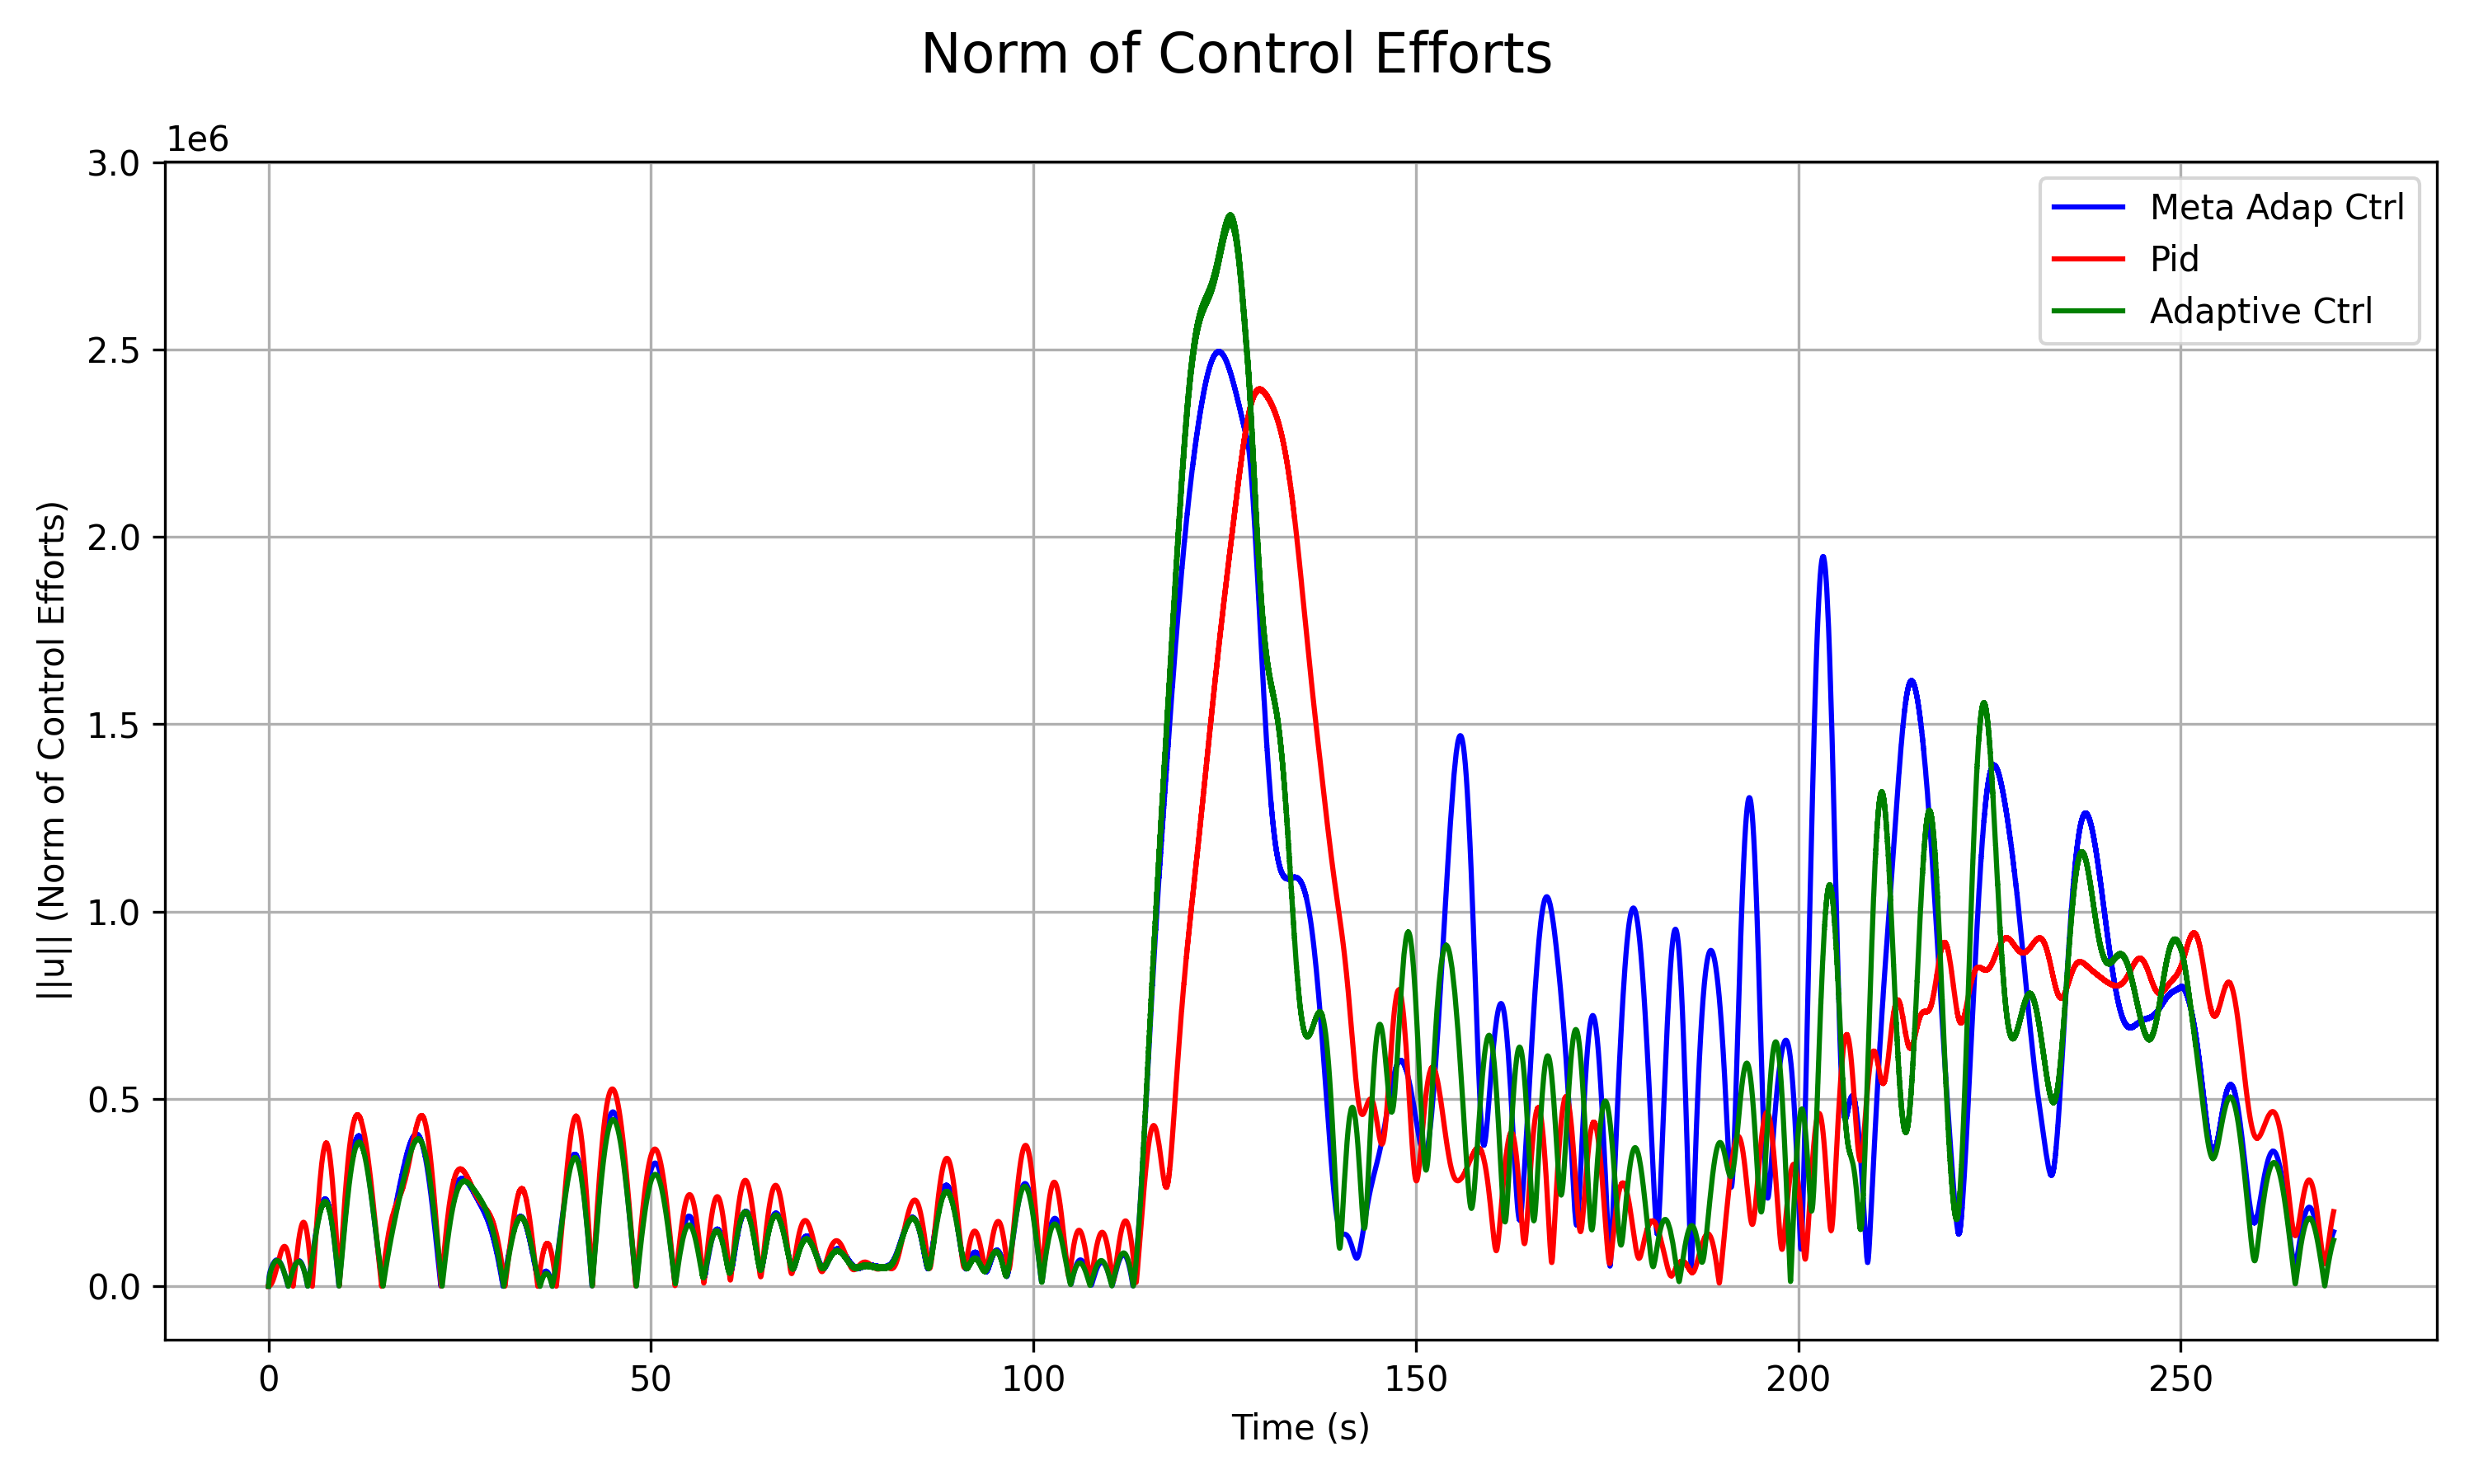 Norm of Control Efforts
1e6
3.0
2.5
2.0
1.5
1.0
0.5
0.0
||u|| (Norm of Control Efforts)
Meta Adap Ctrl
Pid
Adaptive Ctrl
0 50 100 150 200 250
Time (s)